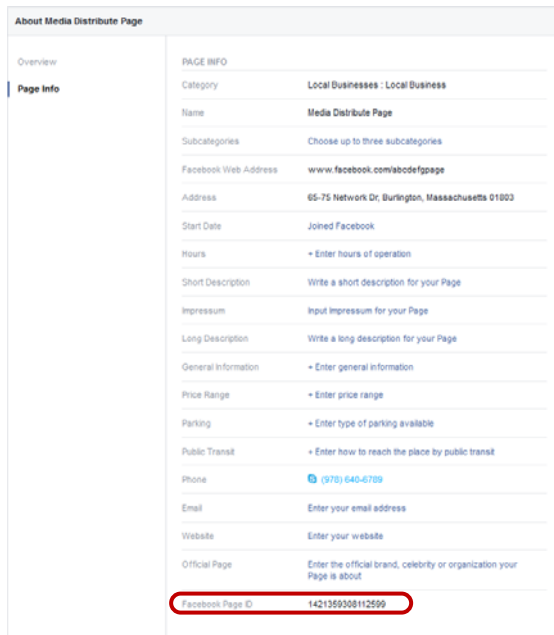 About Media Distribute Page
Overview
Page Info
PAGE INFO
Category Local Businesses : Local Business
Name Media Distribute Page
Subcategories Choose up to three subcategories
Facebook Web Address www.facebook.com/abcdefgpage
Address 65-75 Network Dr, Burlington, Massachusetts 01803
Start Date Joined Facebook
Hours + Enter hours of operation
Short Description Write a short description for your Page
Impressum Input Impressum for your Page
Long Description Write a long description for your Page
General Information + Enter general information
Price Range + Enter price range
Parking + Enter type of parking available
Public Transit + Enter how to reach the place by public transit
Phone (978) 640-6789
Email Enter your email address
Website Enter your website
Official Page Enter the official brand, celebrity or organization your
Page is about
Facebook Page ID 1421359308112599